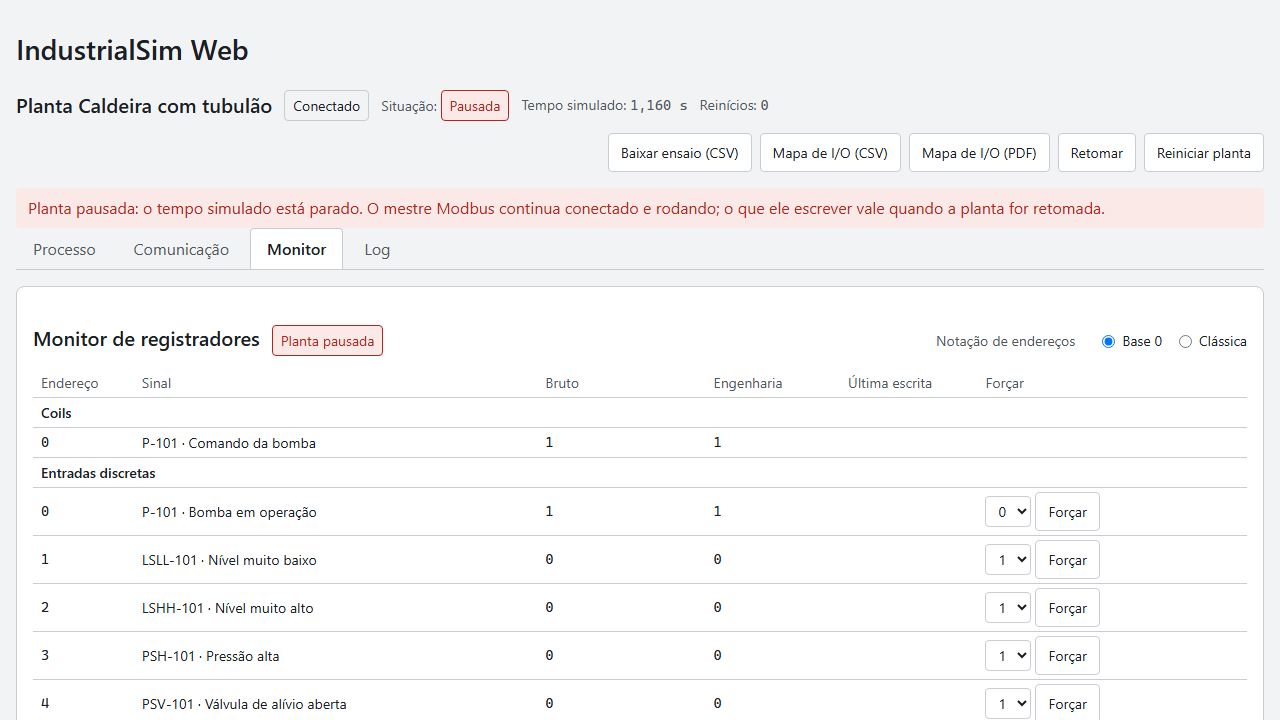 IndustrialSim Web
Planta Caldeira com tubulão Conectado Situação: Pausada Tempo simulado: 1,160 s Reinícios: 0
Baixar ensaio (CSV) Mapa de I/O (CSV) Mapa de I/O (PDF) Retomar Reiniciar planta
Planta pausada: o tempo simulado está parado. O mestre Modbus continua conectado e rodando; o que ele escrever vale quando a planta for retomada.
Processo Comunicação Monitor Log
Monitor de registradores Planta pausada Notação de endereços Base 0 Clássica
Endereço Sinal Bruto Engenharia Última escrita Forçar
Coils
0 P-101 · Comando da bomba 1 1
Entradas discretas
0 P-101 · Bomba em operação 1 1 0 Forçar
1 LSLL-101 · Nível muito baixo 0 0 1 Forçar
2 LSHH-101 · Nível muito alto 0 0 1 Forçar
3 PSH-101 · Pressão alta 0 0 1 Forçar
4 PSV-101 · Válvula de alívio aberta 0 0 1 Forçar